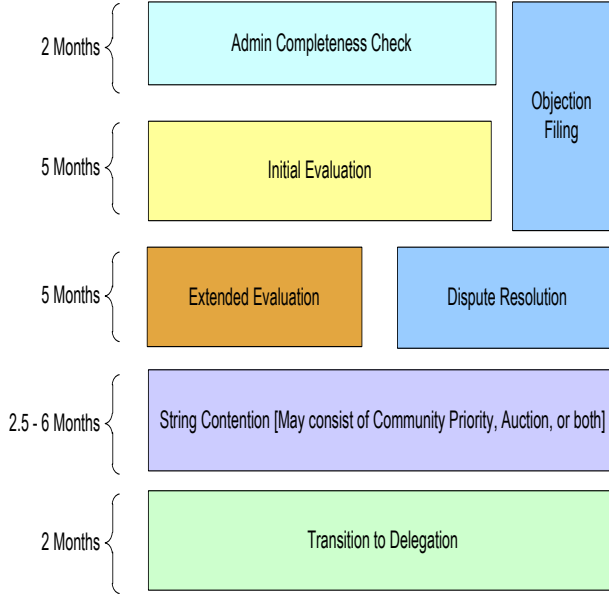 2 Months
Admin Completeness Check
Objection
Filing
5 Months
Initial Evaluation
5 Months
Extended Evaluation
Dispute Resolution
2.5 - 6 Months
String Contention [May consist of Community Priority, Auction, or both]
2 Months
Transition to Delegation